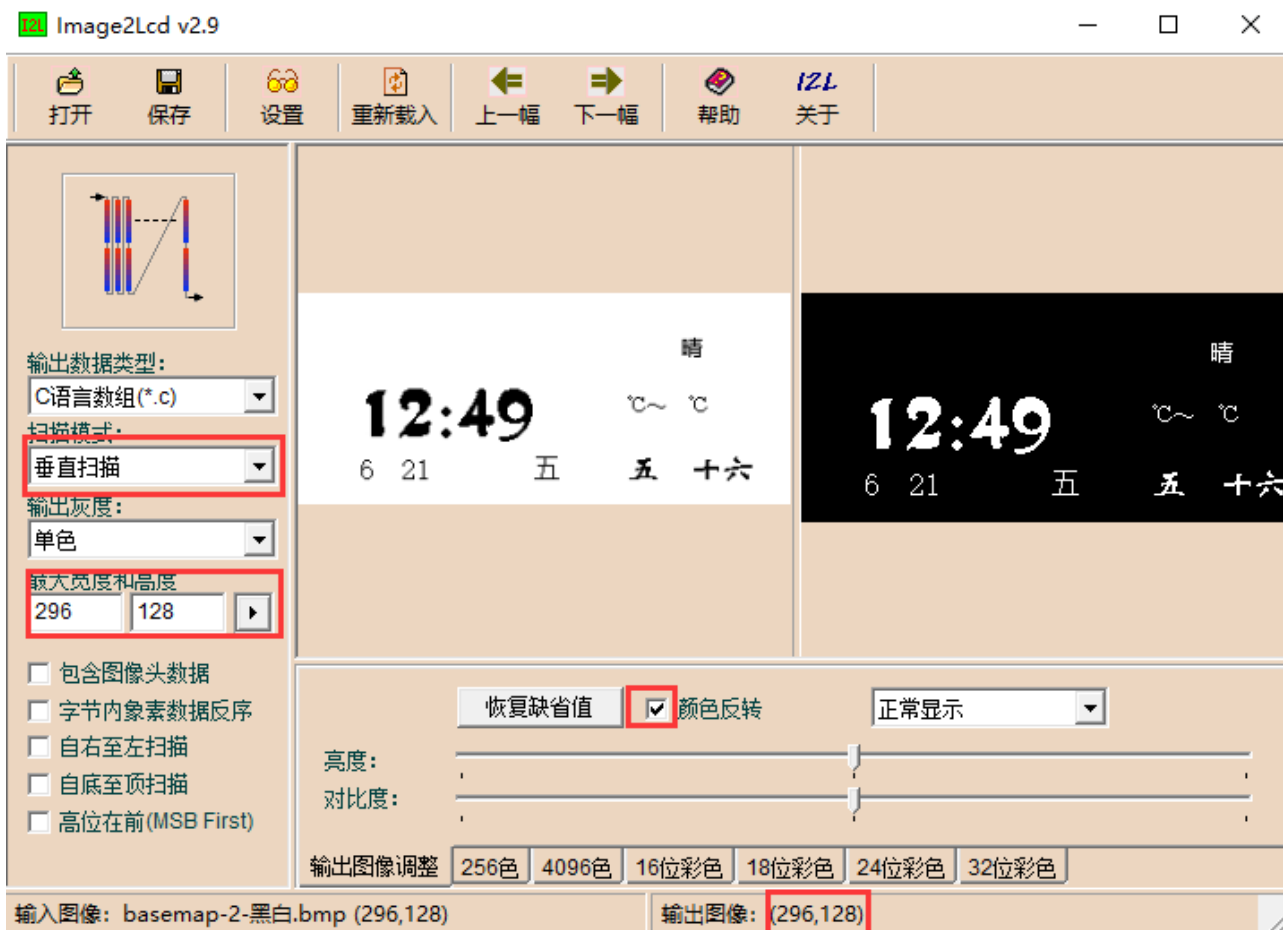 I2L Image2Lcd v2.9
打开 保存 设置 重新载入 上一幅 下一幅 帮助 I2L 关于
输出数据类型:
C语言数组(*.c)
扫描模式:
垂直扫描
输出灰度:
单色
最大宽度和高度
296 128
包含图像头数据
字节内象素数据反序
自右至左扫描
自底至顶扫描
高位在前(MSB First)
晴
12:49 ℃～ ℃
6 21 五 五 十六
晴
12:49 ℃～ ℃
6 21 五 五 十六
恢复缺省值 颜色反转 正常显示
亮度:
对比度:
输出图像调整 256色 4096色 16位彩色 18位彩色 24位彩色 32位彩色
输入图像: basemap-2-黑白.bmp (296,128) 输出图像: (296,128)